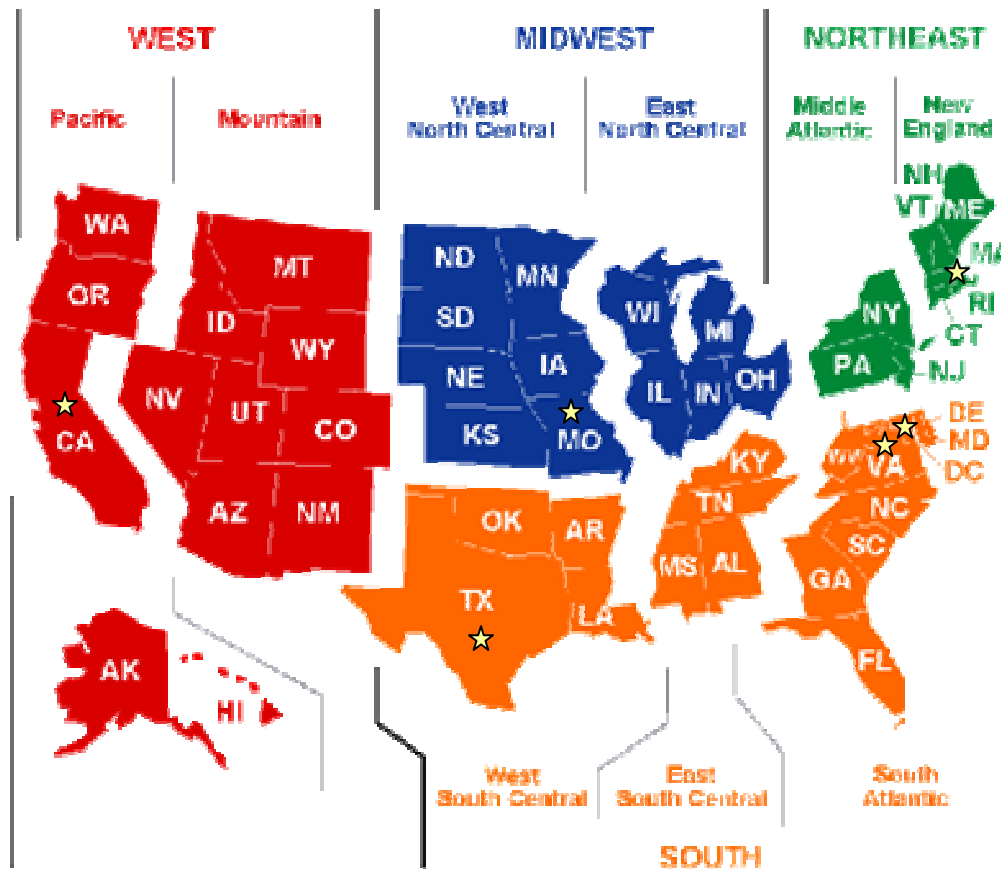 WEST
MIDWEST
NORTHEAST
Pacific
Mountain
West
North Central
East
North Central
Middle
Atlantic
New
England
NH
VT
ME
MA
RI
CT
NY
PA
NJ
WA
OR
MT
ID
WY
NV
UT
CO
CA
AZ
NM
ND
SD
MN
NE
IA
KS
MO
WI
MI
IL
IN
OH
DE
MD
DC
WV
VA
KY
TN
NC
SC
OK
AR
MS
AL
GA
TX
LA
FL
AK
HI
West
South Central
East
South Central
South
Atlantic
SOUTH